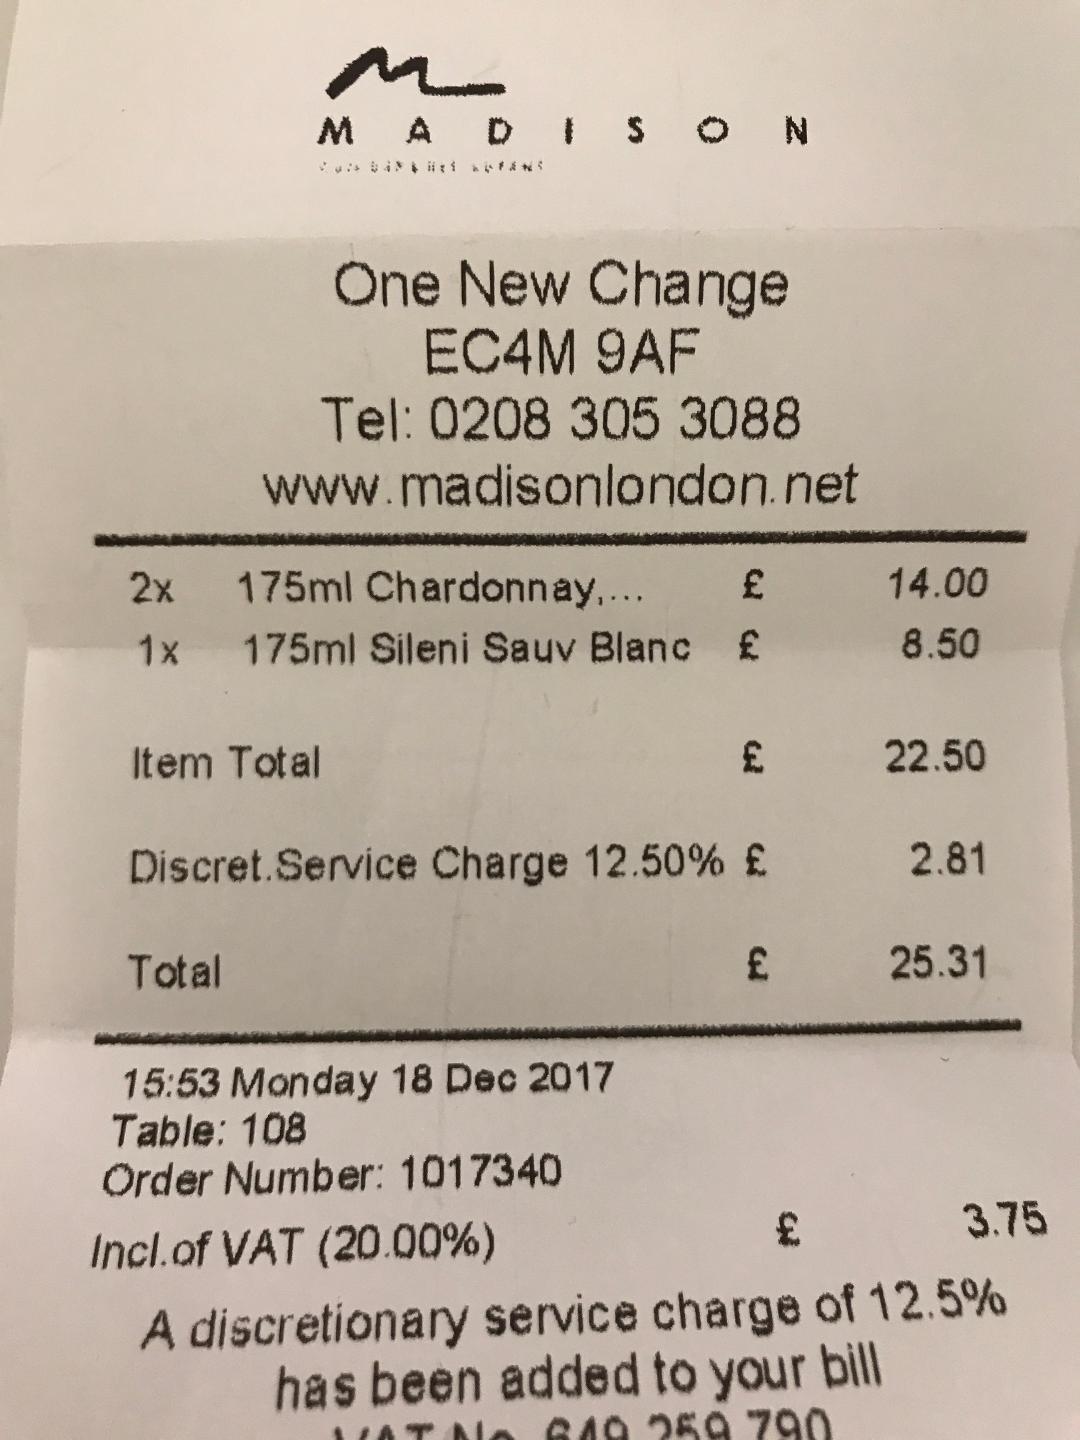 MADISON
One New Change
EC4M 9AF
Tel: 0208 305 3088
www.madisonlondon.net
2x 175ml Chardonnay,... £ 14.00
1x 175ml Sileni Sauv Blanc £ 8.50
Item Total £ 22.50
Discret.Service Charge 12.50% £ 2.81
Total £ 25.31
15:53 Monday 18 Dec 2017
Table: 108
Order Number: 1017340
Incl.of VAT (20.00%) £ 3.75
A discretionary service charge of 12.5%
has been added to your bill
VAT No. 649 259 790